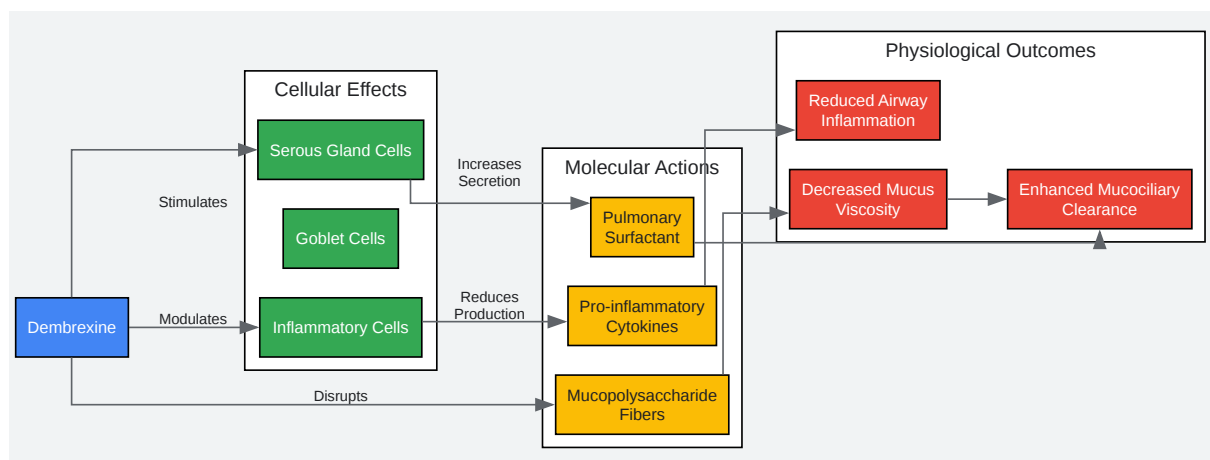 Physiological Outcomes
Reduced Airway
Inflammation
Decreased Mucus
Viscosity
Enhanced Mucociliary
Clearance
Cellular Effects
Serous Gland Cells
Goblet Cells
Inflammatory Cells
Increases
Secretion
Molecular Actions
Pulmonary
Surfactant
Pro-inflammatory
Cytokines
Mucopolysaccharide
Fibers
Stimulates
Dembrexine
Modulates
Reduces
Production
Disrupts